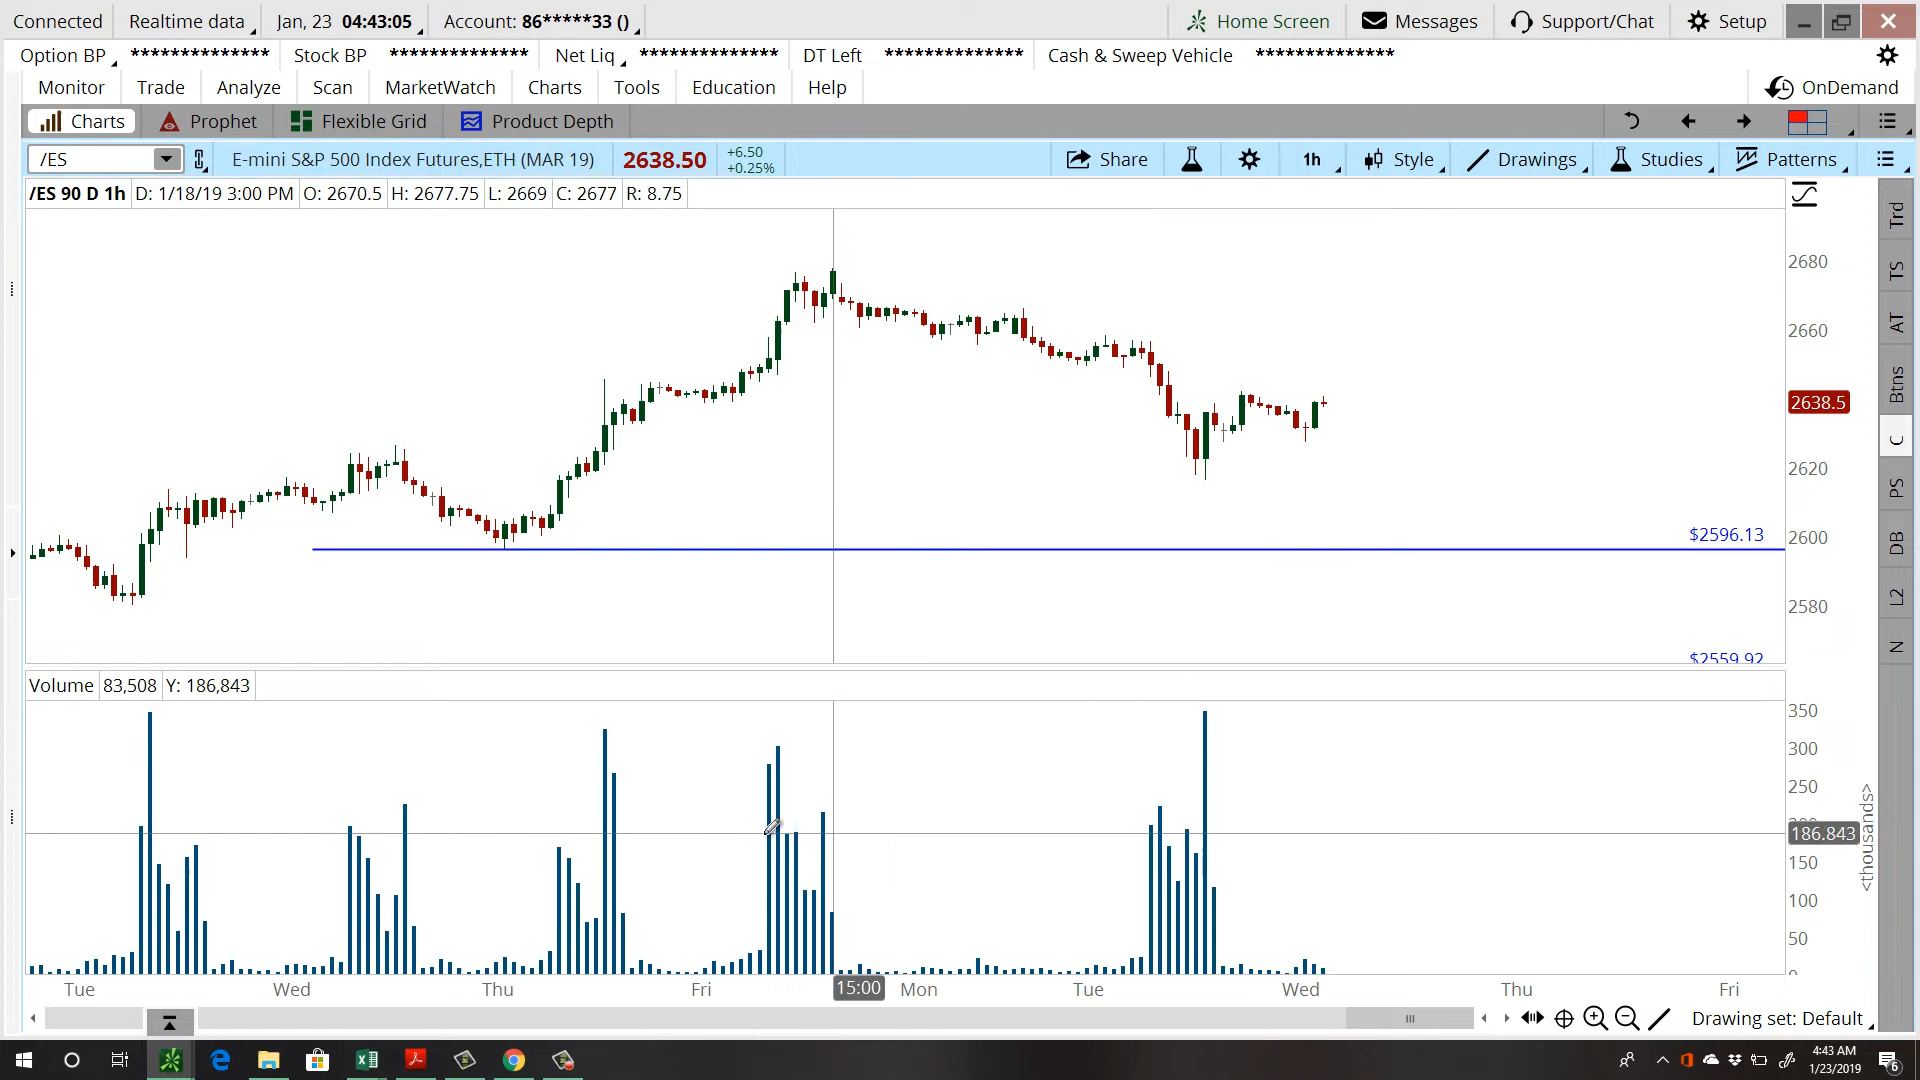 Connected Realtime data Jan, 23 04:43:05 Account: 86*****33 () Home Screen Messages Support/Chat Setup
Option BP ************** Stock BP ************** Net Liq ************** DT Left ************** Cash & Sweep Vehicle **************
Monitor Trade Analyze Scan MarketWatch Charts Tools Education Help OnDemand
Charts Prophet Flexible Grid Product Depth
/ES E-mini S&P 500 Index Futures,ETH (MAR 19) 2638.50 +6.50 +0.25% Share 1h Style Drawings Studies Patterns
/ES 90 D 1h D: 1/18/19 3:00 PM O: 2670.5 H: 2677.75 L: 2669 C: 2677 R: 8.75
2680
2660
2638.5
2620
$2596.13
2600
2580
$2559.92
Trd
TS
AT
Btns
C
PS
DB
L2
N
Volume 83,508 Y: 186,843
350
300
250
186.843
150
100
50
0
<thousands>
Tue Wed Thu Fri 15:00 Mon Tue Wed Thu Fri
Drawing set: Default
4:43 AM
1/23/2019
6